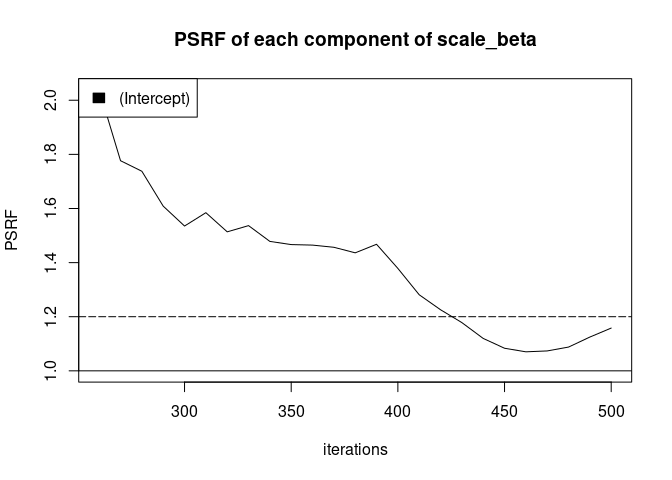 PSRF of each component of scale_beta
(Intercept)
PSRF
2.0
1.8
1.6
1.4
1.2
1.0
300 350 400 450 500
iterations